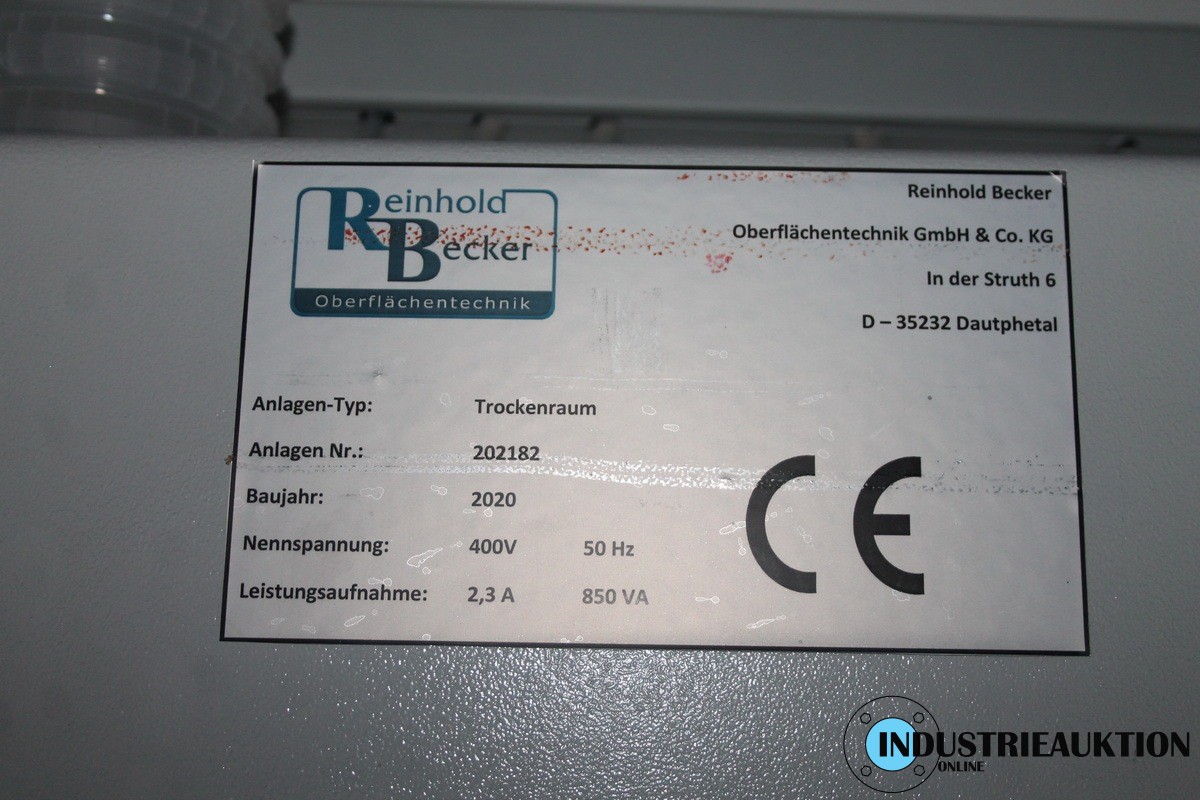 Reinhold
Becker
Oberflächentechnik
Reinhold Becker
Oberflächentechnik GmbH & Co. KG
In der Struth 6
D – 35232 Dautphetal
Anlagen-Typ: Trockenraum
Anlagen Nr.: 202182
Baujahr: 2020
Nennspannung: 400V 50 Hz
Leistungsaufnahme: 2,3 A 850 VA
CE
INDUSTRIEAUKTION
ONLINE